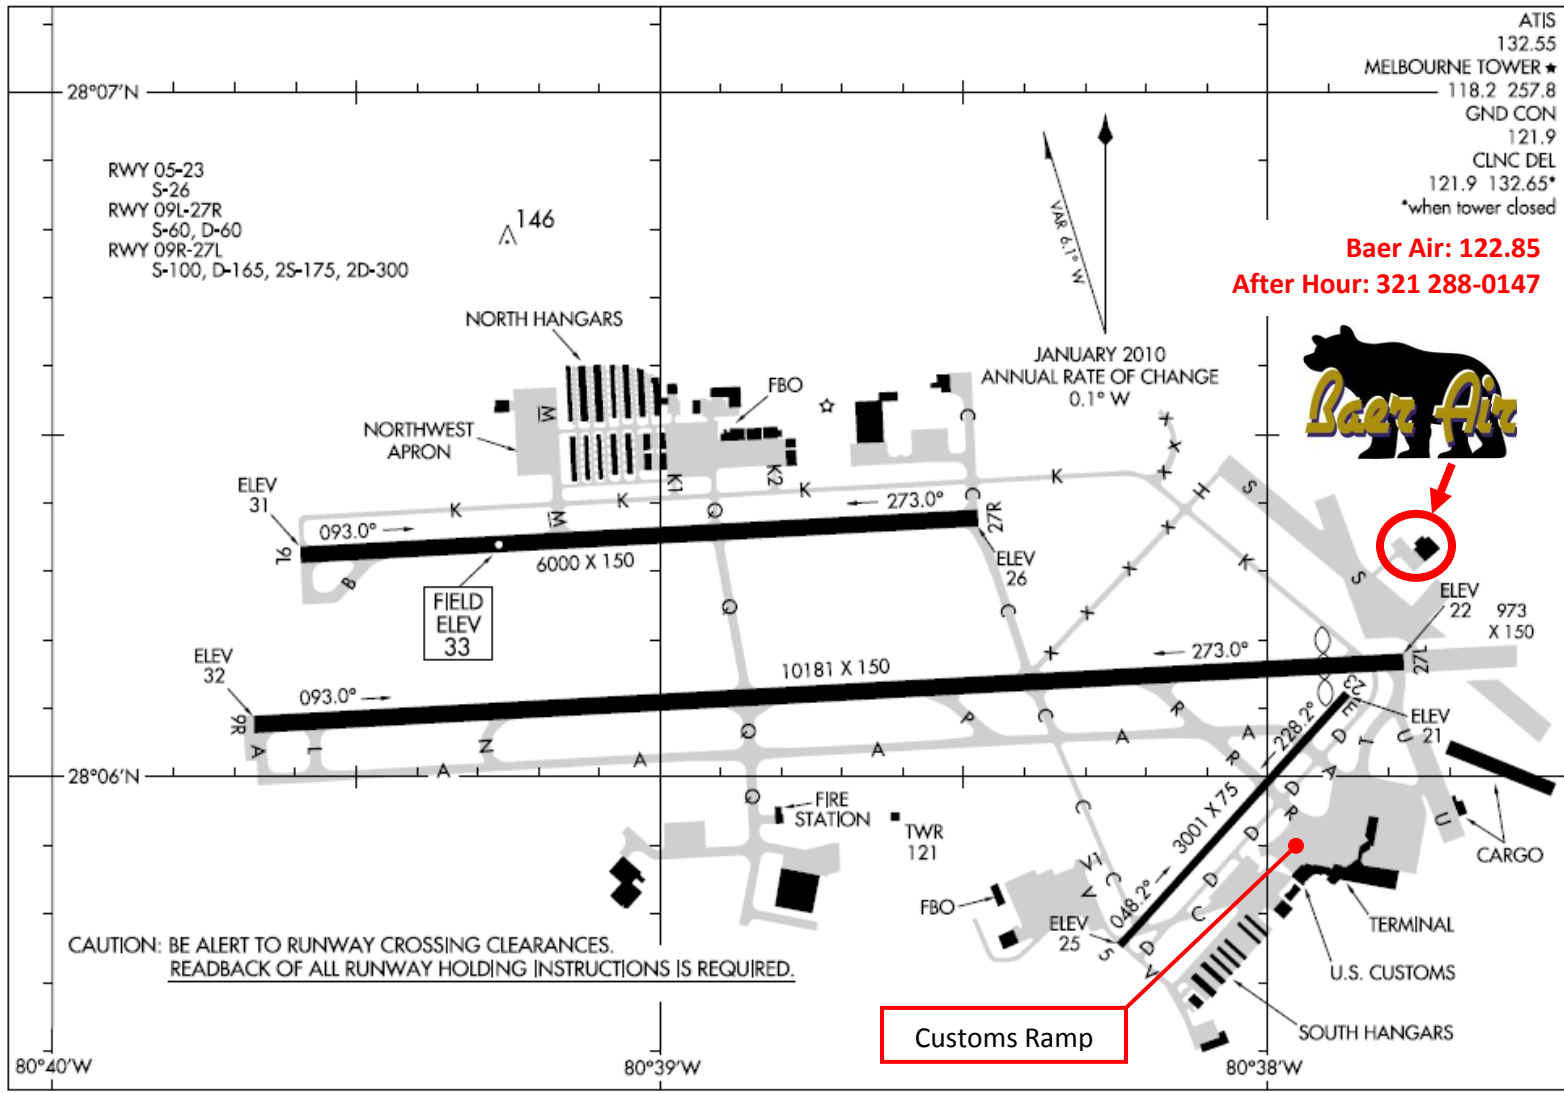 ATIS
132.55
MELBOURNE TOWER ★
118.2 257.8
GND CON
121.9
CLNC DEL
121.9 132.65*
*when tower closed
Baer Air: 122.85
After Hour: 321 288-0147
Baer Air
28°07'N
RWY 05-23
S-26
RWY 09L-27R
S-60, D-60
RWY 09R-27L
S-100, D-165, 2S-175, 2D-300
146
VAR 6.1° W
JANUARY 2010
ANNUAL RATE OF CHANGE
0.1° W
NORTH HANGARS
FBO
NORTHWEST
APRON
M
C
X
X
X
H
S
K1
K2
K
K
K
K
M
Q
C
ELEV
31
9L
093.0°
273.0°
27R
6000 X 150
ELEV
26
X
X
X
X
K
S
B
FIELD
ELEV
33
Q
C
ELEV
22
973
X 150
ELEV
32
9R
093.0°
10181 X 150
273.0°
27L
23
E
ELEV
21
A
L
N
A
A
Q
A
P
C
A
R
A
R
228.2°
D
T
U
A
D
R
D
D
U
28°06'N
Q
FIRE
STATION
TWR
121
C
3001 X 75
CARGO
V1
V
C
C
V
048.2°
D
C
FBO
ELEV
25
5
D
V
TERMINAL
U.S. CUSTOMS
SOUTH HANGARS
CAUTION: BE ALERT TO RUNWAY CROSSING CLEARANCES.
READBACK OF ALL RUNWAY HOLDING INSTRUCTIONS IS REQUIRED.
Customs Ramp
80°40'W
80°39'W
80°38'W